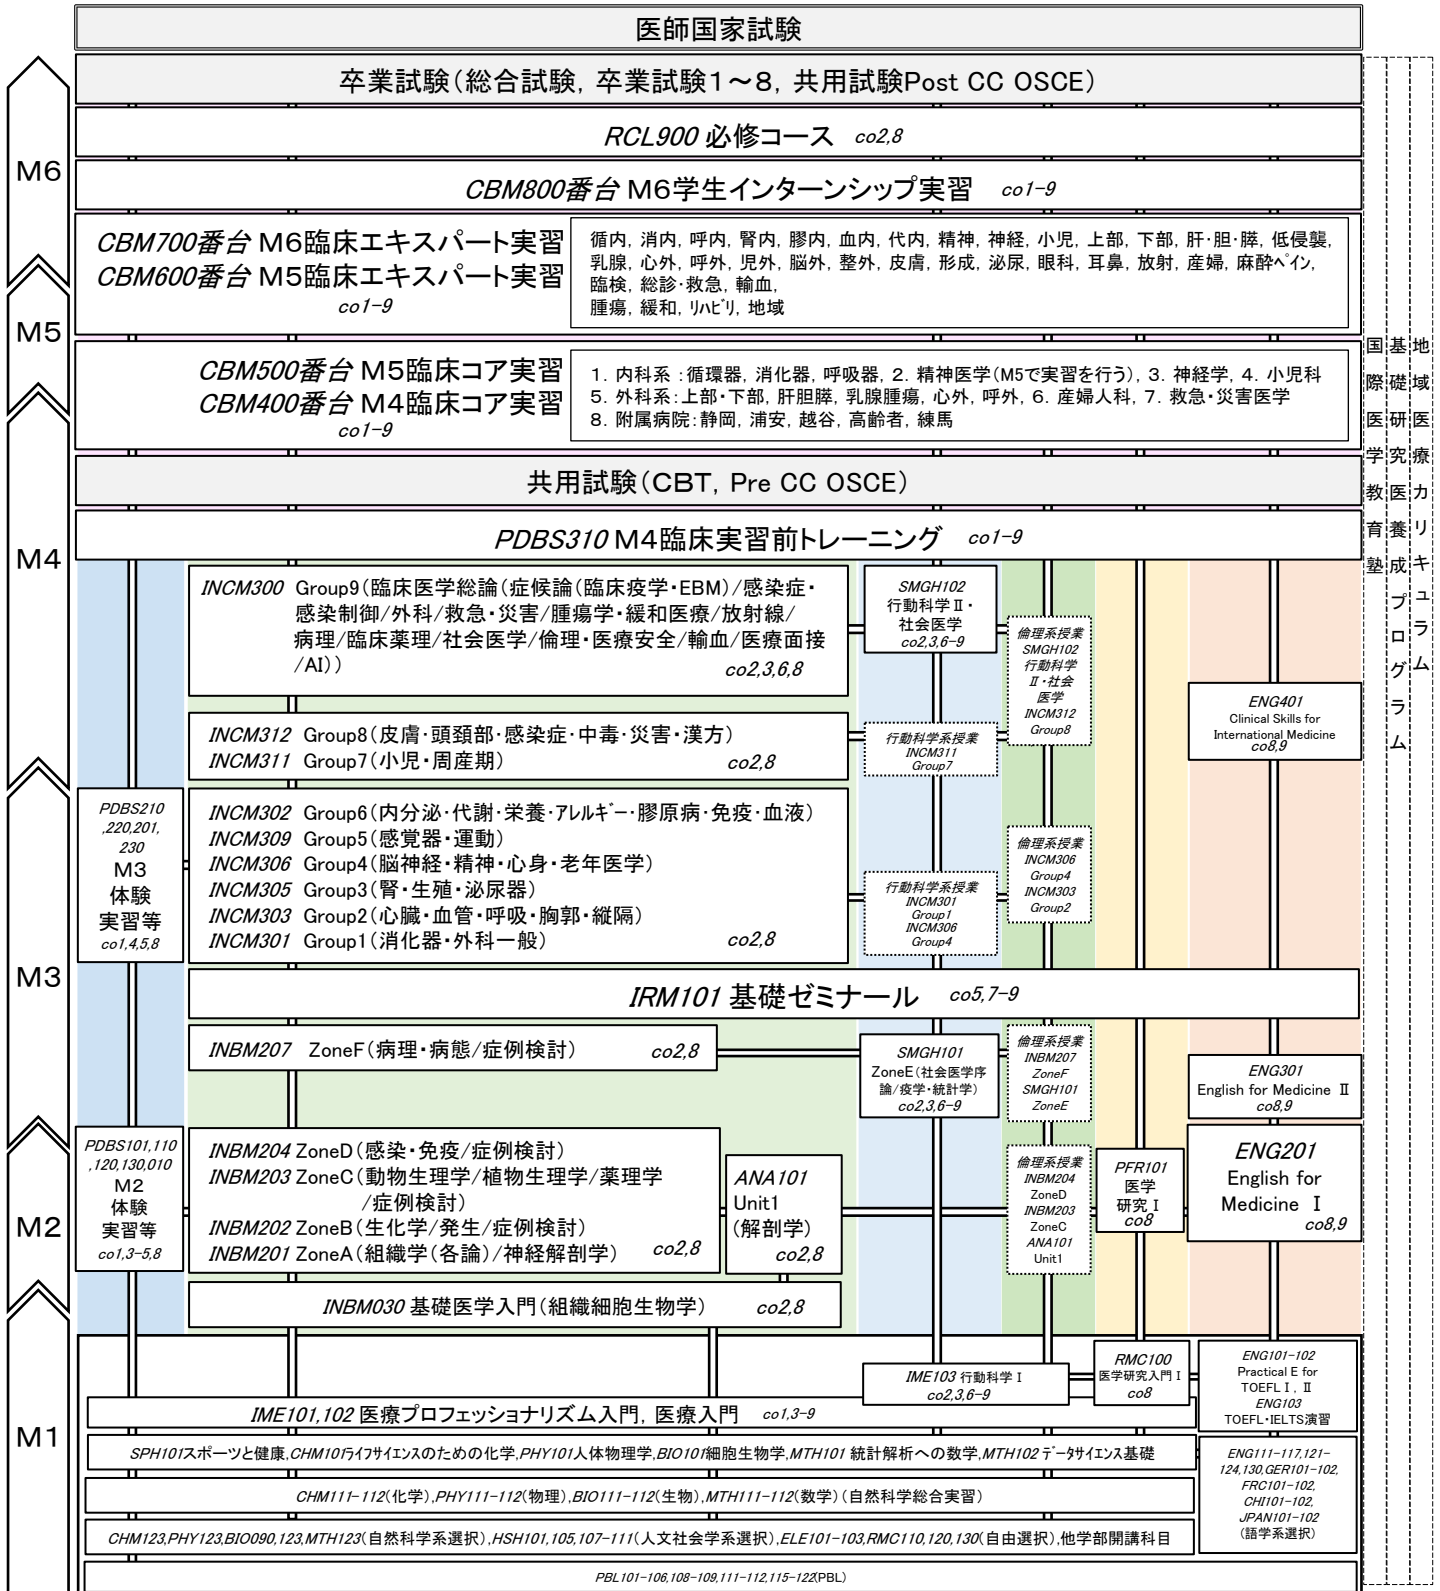 医師国家試験
卒業試験（総合試験，卒業試験１～８，共用試験Post CC OSCE）
RCL900 必修コース co2,8
M6
CBM800番台 M6学生インターンシップ実習 co1-9
CBM700番台 M6臨床エキスパート実習
CBM600番台 M5臨床エキスパート実習
co1-9
循内, 消内, 呼内, 腎内, 膠内, 血内, 代内, 精神, 神経, 小児, 上部, 下部, 肝・胆・膵, 低侵襲,
乳腺, 心外, 呼外, 児外, 脳外, 整外, 皮膚, 形成, 泌尿, 眼科, 耳鼻, 放射, 産婦, 麻酔ペイン,
臨検, 総診・救急, 輸血,
腫瘍, 緩和, リハビリ, 地域
M5
CBM500番台 M5臨床コア実習
CBM400番台 M4臨床コア実習
co1-9
1. 内科系：循環器, 消化器, 呼吸器, 2. 精神医学(M5で実習を行う), 3. 神経学, 4. 小児科
5. 外科系：上部・下部, 肝胆膵, 乳腺腫瘍, 心外, 呼外, 6. 産婦人科, 7. 救急・災害医学
8. 附属病院：静岡, 浦安, 越谷, 高齢者, 練馬
共用試験（CBT, Pre CC OSCE）
PDBS310 M4臨床実習前トレーニング co1-9
M4
INCM300 Group9（臨床医学総論（症候論（臨床疫学・EBM）/感染症・
感染制御/外科/救急・災害/腫瘍学・緩和医療/放射線/
病理/臨床薬理/社会医学/倫理・医療安全/輸血/医療面接
/AI））
co2,3,6,8
SMGH102
行動科学Ⅱ・
社会医学
co2,3,6-9
倫理系授業
SMGH102
行動科学
Ⅱ・社会
医学
INCM312
Group8
INCM312 Group8（皮膚・頭頚部・感染症・中毒・災害・漢方）
INCM311 Group7（小児・周産期） co2,8
行動科学系授業
INCM311
Group7
ENG401
Clinical Skills for
International Medicine
co8,9
PDBS210
,220,201,
230
M3
体験
実習等
co1,4,5,8
INCM302 Group6（内分泌・代謝・栄養・アレルギー・膠原病・免疫・血液）
INCM309 Group5（感覚器・運動）
INCM306 Group4（脳神経・精神・心身・老年医学）
INCM305 Group3（腎・生殖・泌尿器）
INCM303 Group2（心臓・血管・呼吸・胸郭・縦隔）
INCM301 Group1（消化器・外科一般） co2,8
行動科学系授業
INCM301
Group1
INCM306
Group4
倫理系授業
INCM306
Group4
INCM303
Group2
M3
IRM101 基礎ゼミナール co5,7-9
INBM207 ZoneF（病理・病態/症例検討） co2,8
SMGH101
ZoneE（社会医学序
論/疫学・統計学）
co2,3,6-9
倫理系授業
INBM207
ZoneF
SMGH101
ZoneE
ENG301
English for Medicine Ⅱ
co8,9
M2
PDBS101,110
,120,130,010
M2
体験
実習等
co1,3-5,8
INBM204 ZoneD（感染・免疫/症例検討）
INBM203 ZoneC（動物生理学/植物生理学/薬理学
/症例検討）
INBM202 ZoneB（生化学/発生/症例検討）
INBM201 ZoneA（組織学（各論）/神経解剖学） co2,8
ANA101
Unit1
（解剖学）
co2,8
倫理系授業
INBM204
ZoneD
INBM203
ZoneC
ANA101
Unit1
PFR101
医学
研究Ⅰ
co8
ENG201
English for
Medicine Ⅰ
co8,9
INBM030 基礎医学入門（組織細胞生物学） co2,8
M1
IME103 行動科学Ⅰ
co2,3,6-9
RMC100
医学研究入門Ⅰ
co8
ENG101-102
Practical E for
TOEFLⅠ, Ⅱ
ENG103
TOEFL・IELTS演習
IME101,102 医療プロフェッショナリズム入門, 医療入門 co1,3-9
SPH101スポーツと健康,CHM101ライフサイエンスのための化学,PHY101人体物理学,BIO101細胞生物学,MTH101 統計解析への数学,MTH102 データサイエンス基礎
CHM111-112(化学),PHY111-112(物理),BIO111-112(生物),MTH111-112(数学)(自然科学総合実習)
CHM123,PHY123,BIO090,123,MTH123(自然科学系選択),HSH101,105,107-111(人文社会学系選択),ELE101-103,RMC110,120,130(自由選択),他学部開講科目
PBL101-106,108-109,111-112,115-122(PBL)
ENG111-117,121-
124,130,GER101-102,
FRC101-102,
CHI101-102,
JPAN101-102
(語学系選択)
国際医学教育塾
基礎研究医養成プログラム
地域医療カリキュラム